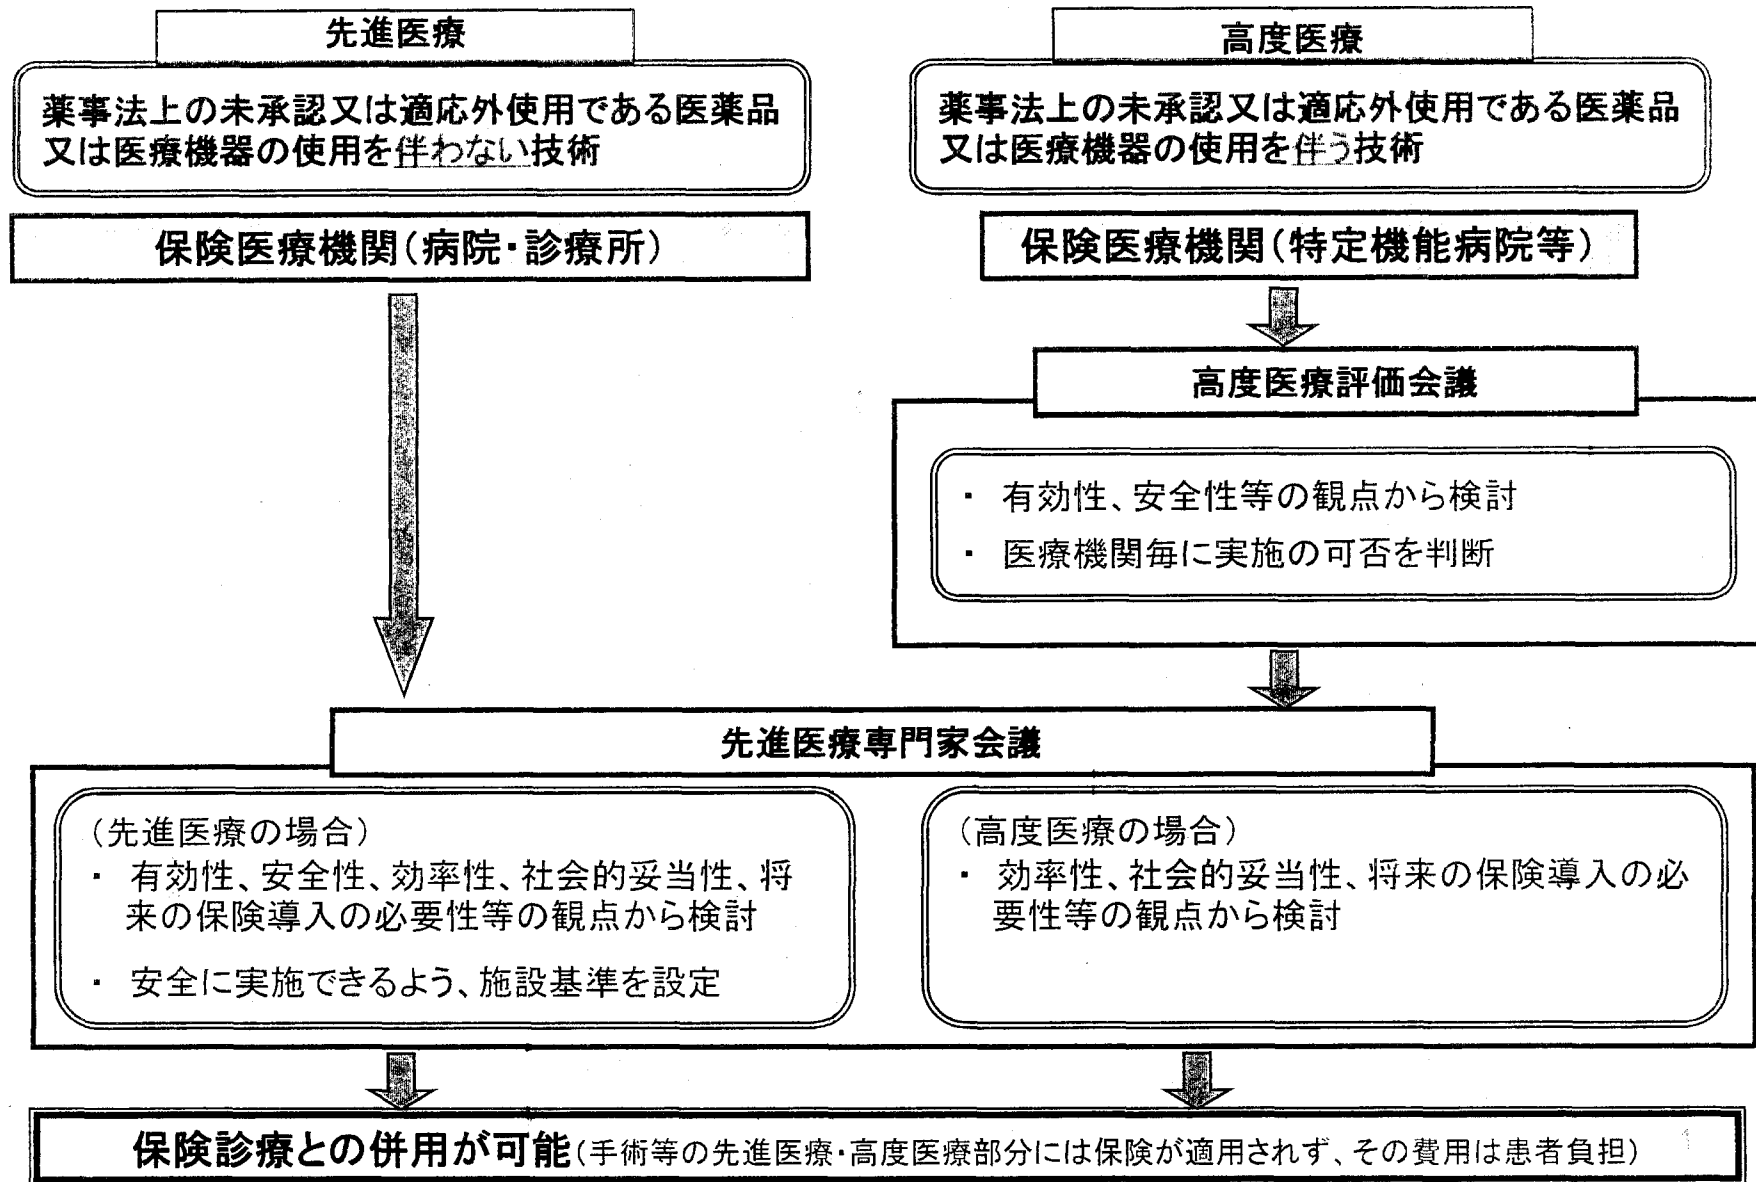 先進医療
薬事法上の未承認又は適応外使用である医薬品
又は医療機器の使用を伴わない技術
保険医療機関(病院・診療所)
高度医療
薬事法上の未承認又は適応外使用である医薬品
又は医療機器の使用を伴う技術
保険医療機関(特定機能病院等)
高度医療評価会議
・ 有効性、安全性等の観点から検討
・ 医療機関毎に実施の可否を判断
先進医療専門家会議
(先進医療の場合)
・ 有効性、安全性、効率性、社会的妥当性、将
来の保険導入の必要性等の観点から検討
・ 安全に実施できるよう、施設基準を設定
(高度医療の場合)
・ 効率性、社会的妥当性、将来の保険導入の必
要性等の観点から検討
保険診療との併用が可能(手術等の先進医療・高度医療部分には保険が適用されず、その費用は患者負担)